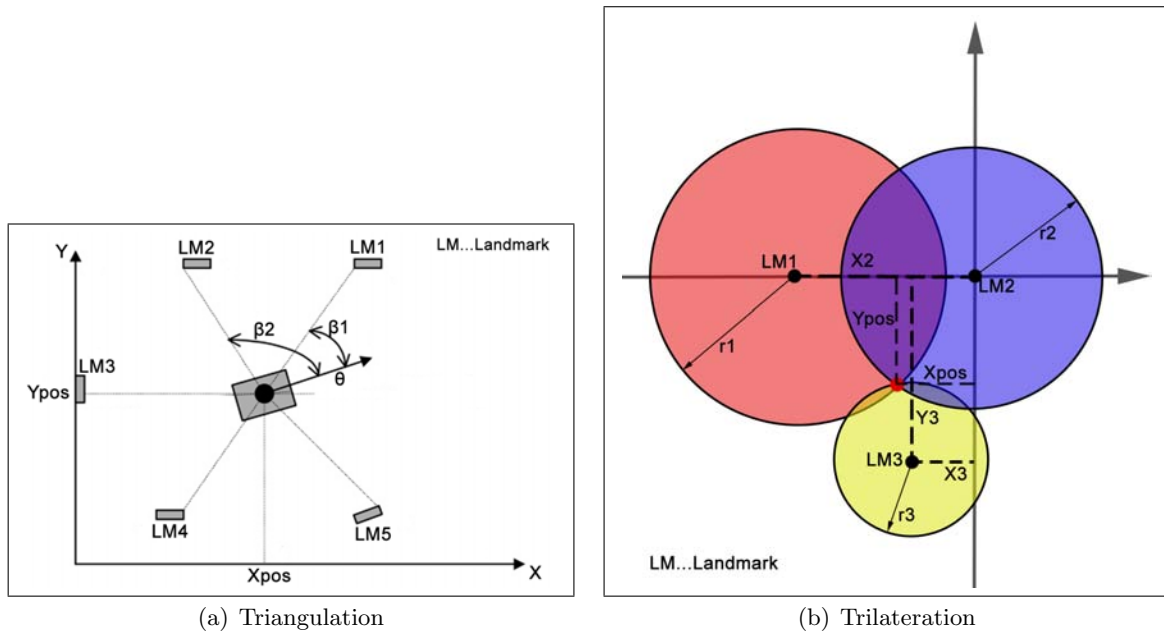 Y
LM2
LM1
LM...Landmark
β2
β1
LM3
θ
Ypos
LM4
LM5
Xpos
X
(a) Triangulation
r2
LM1
X2
LM2
Ypos
r1
Xpos
Y3
LM3
X3
r3
LM...Landmark
(b) Trilateration